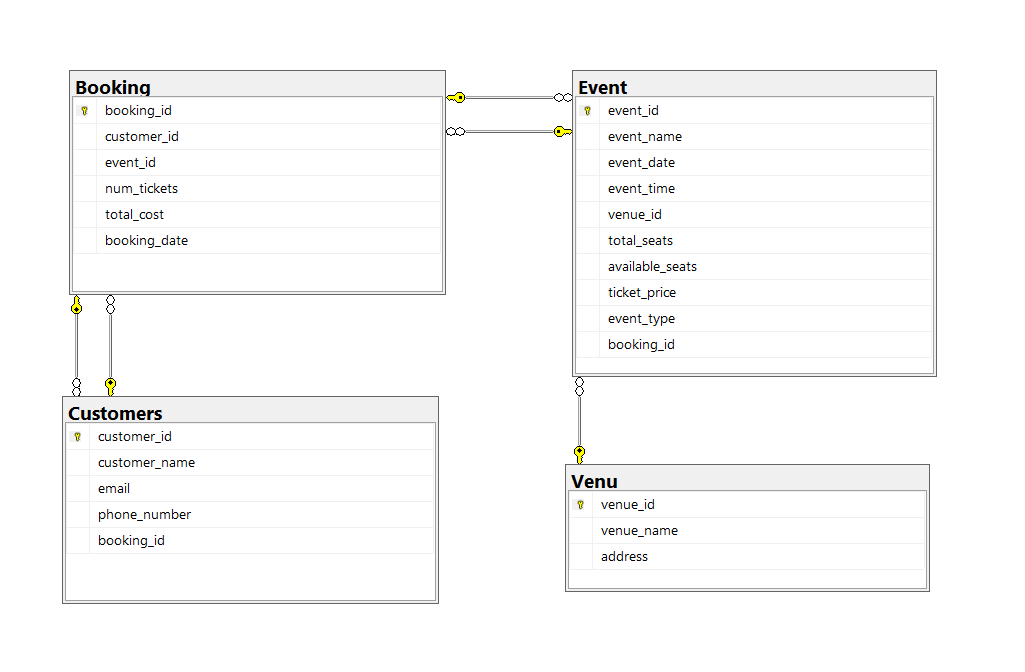 Booking
booking_id
customer_id
event_id
num_tickets
total_cost
booking_date
Event
event_id
event_name
event_date
event_time
venue_id
total_seats
available_seats
ticket_price
event_type
booking_id
Customers
customer_id
customer_name
email
phone_number
booking_id
Venu
venue_id
venue_name
address